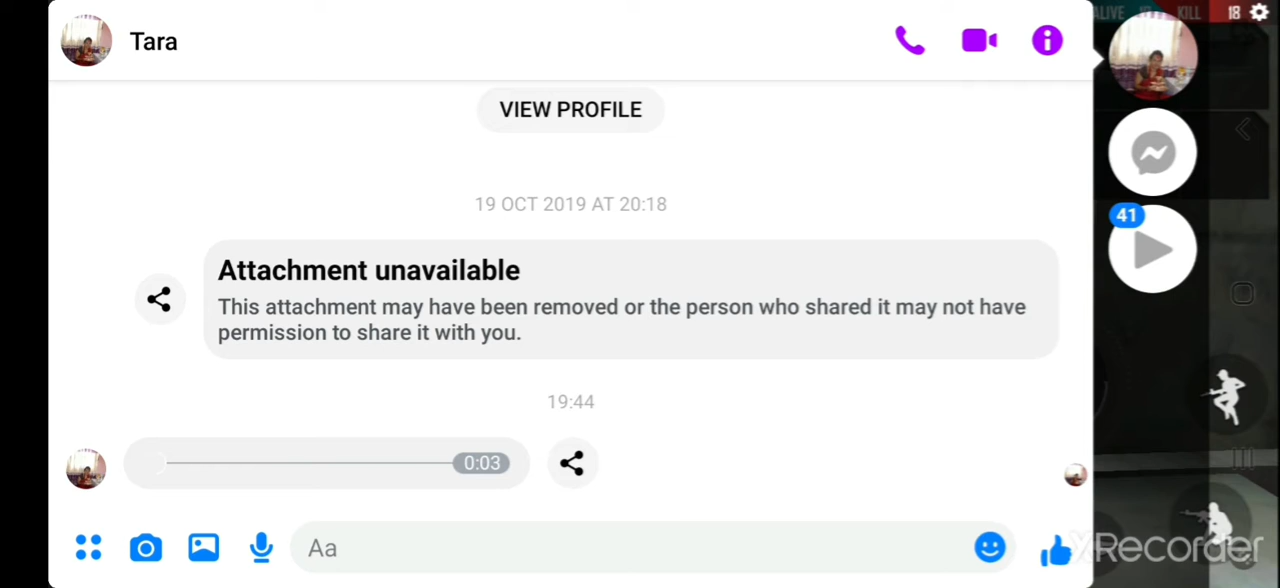 Tara
ALIVE
KILL 18
VIEW PROFILE
41
19 OCT 2019 AT 20:18
Attachment unavailable
This attachment may have been removed or the person who shared it may not have
permission to share it with you.
19:44
0:03
Aa
XRecorder